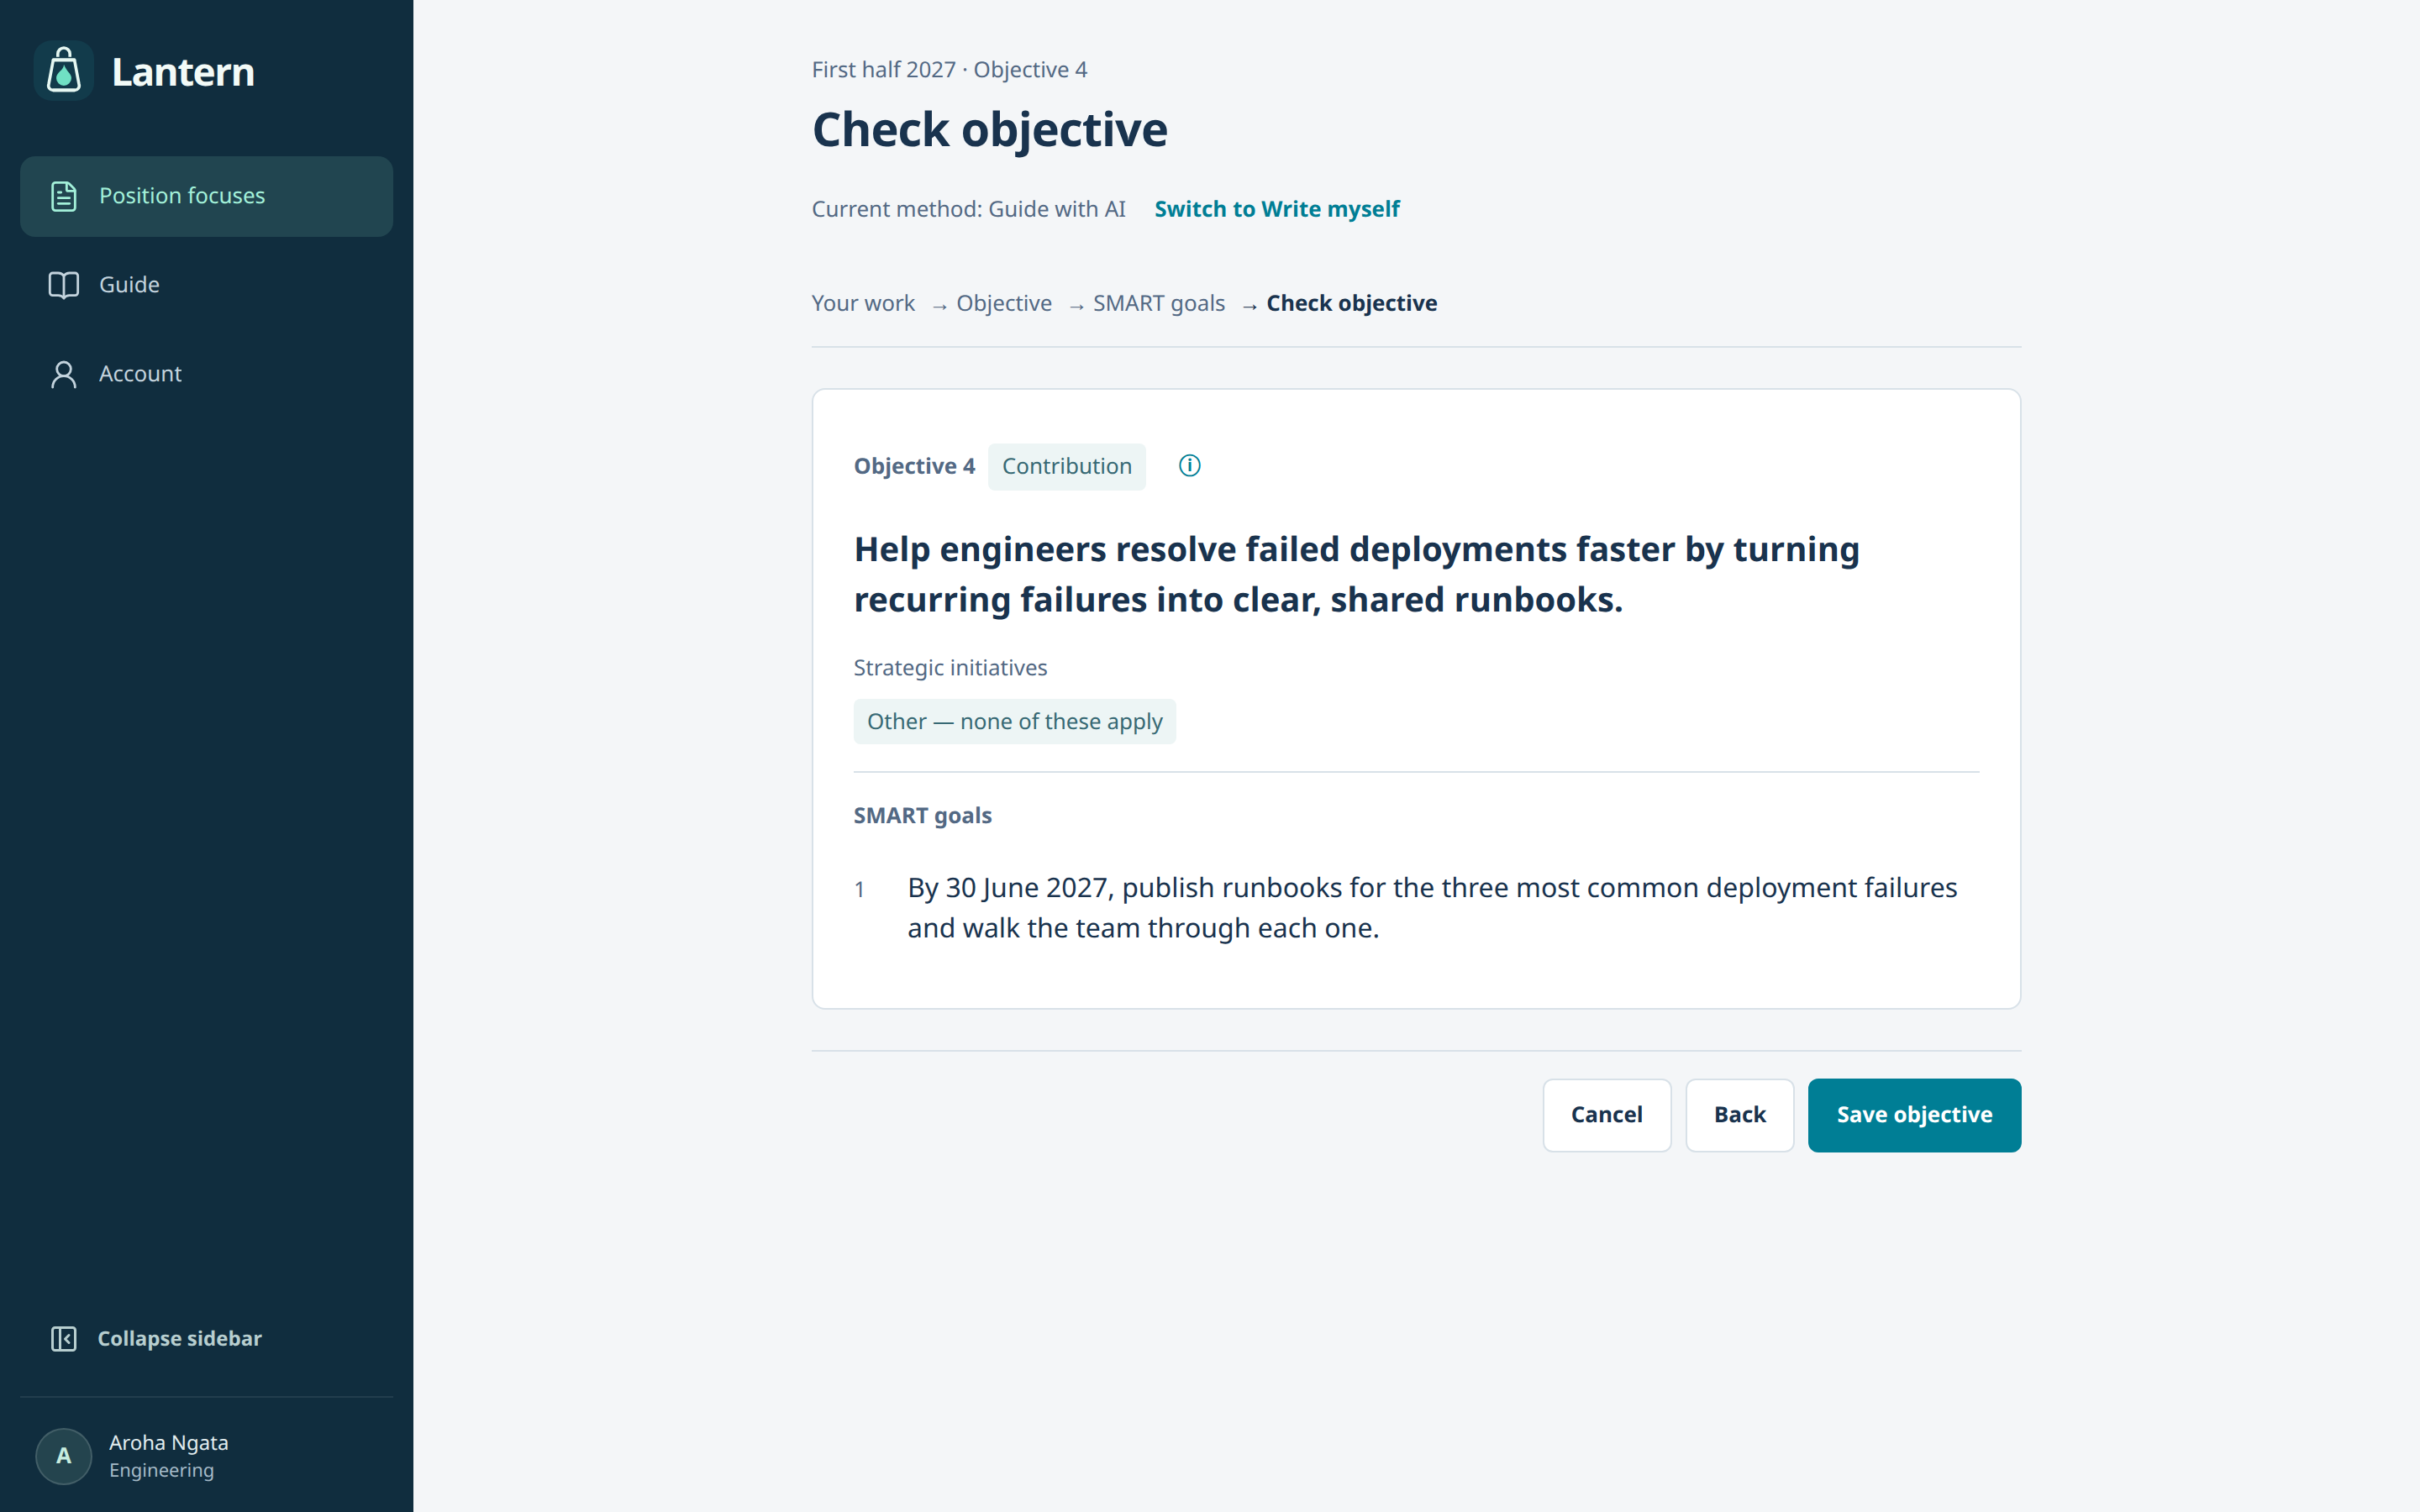 Lantern
Position focuses
Guide
Account
Collapse sidebar
A
Aroha Ngata
Engineering
First half 2027 · Objective 4
Check objective
Current method: Guide with AI Switch to Write myself
Your work → Objective → SMART goals → Check objective
Objective 4 Contribution
Help engineers resolve failed deployments faster by turning
recurring failures into clear, shared runbooks.
Strategic initiatives
Other — none of these apply
SMART goals
1 By 30 June 2027, publish runbooks for the three most common deployment failures
and walk the team through each one.
Cancel Back Save objective